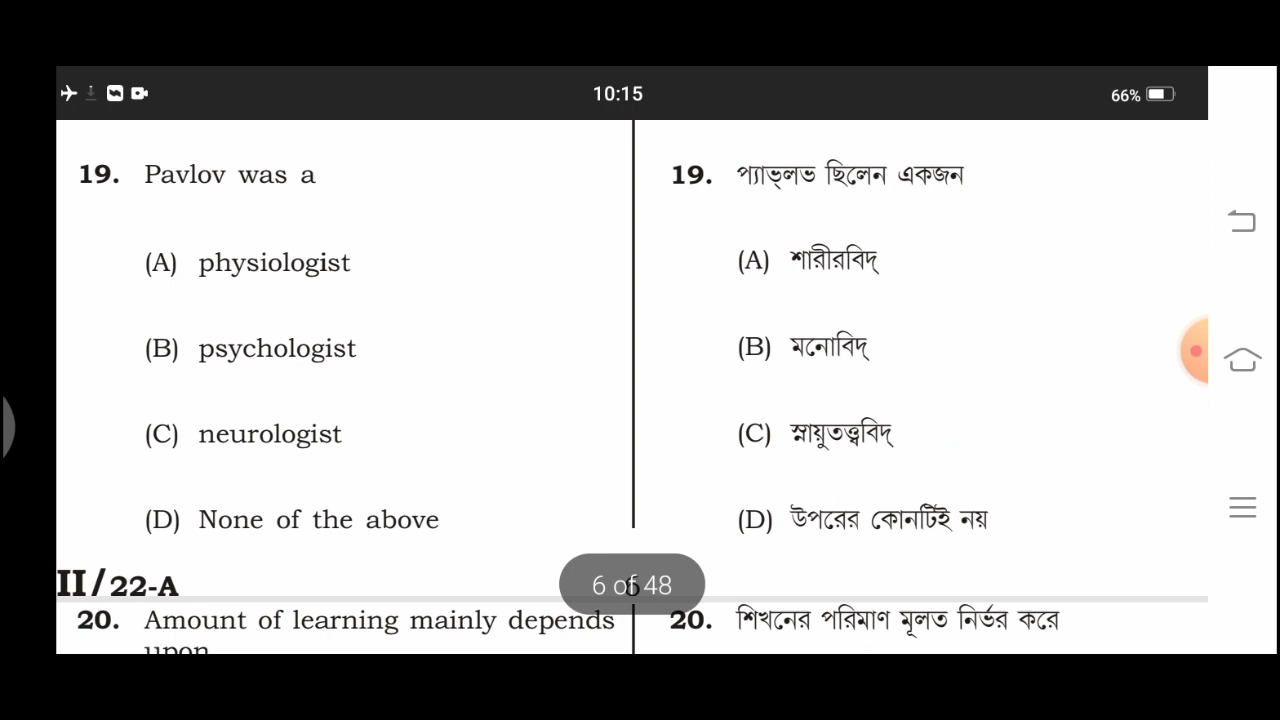 10:15
66%
19. Pavlov was a
(A) physiologist
(B) psychologist
(C) neurologist
(D) None of the above
II/22-A
6 of 48
20. Amount of learning mainly depends
upon
19. প্যাভ্‌লভ ছিলেন একজন
(A) শারীরবিদ্‌
(B) মনোবিদ্‌
(C) স্নায়ুতত্ত্ববিদ্‌
(D) উপরের কোনটিই নয়
20. শিখনের পরিমাণ মূলত নির্ভর করে